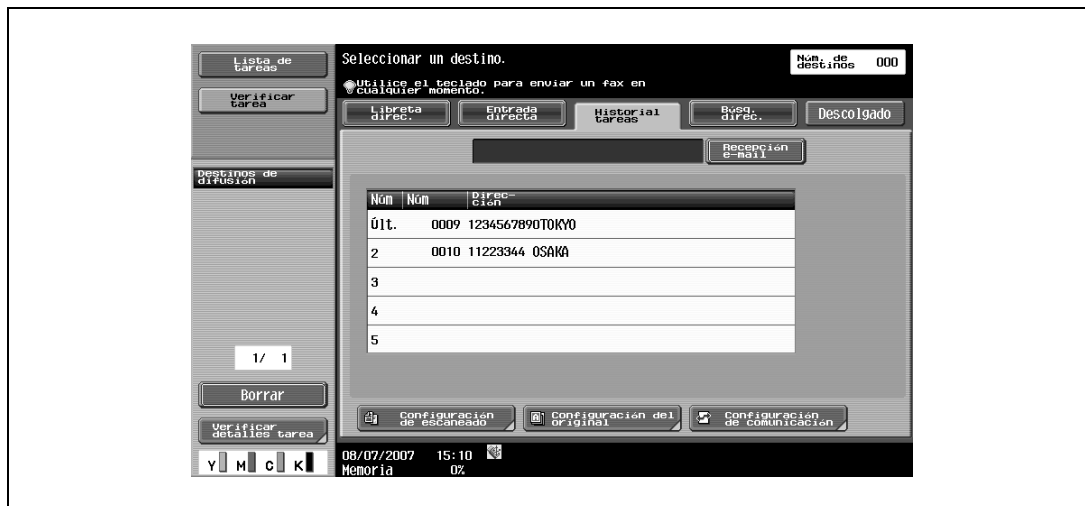 Lista de
tareas
Verificar
tarea
Destinos de
difusión
1/ 1
Borrar
Verificar
detalles tarea
Y M C K
Seleccionar un destino.
Núm. de
destinos 000
Utilice el teclado para enviar un fax en
cualquier momento.
Libreta
direc.
Entrada
directa
Historial
tareas
Búsq.
direc.
Descolgado
Recepción
e-mail
Núm Núm Direc-
ción
Últ. 0009 1234567890TOKYO
2 0010 11223344 OSAKA
3
4
5
Configuración
de escaneado
Configuración del
original
Configuración
de comunicación
08/07/2007 15:10
Memoria 0%